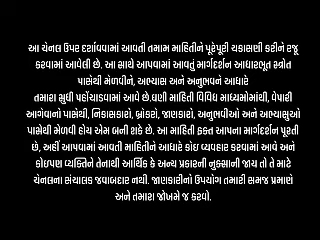 આ ચેનલ ઉપર દર્શાવવામાં આવતી તમામ માહિતીને પૂરેપૂરી ચકાસણી કરીને રજૂ
કરવામાં આવેલી છે. આ સાથે આપવામાં આવતું માર્ગદર્શન આધારભૂત સ્ત્રોત
પાસેથી મેળવીને, અભ્યાસ અને અનુભવને આધારે
તમારા સુધી પહોંચાડવામાં આવે છે.ઘણી માહિતી વિવિધ માધ્યમોમાંથી, વેપારી
આગેવાનો પાસેથી, નિકાસકારો, બ્રોકરો, જાણકારો, અનુભવીઓ અને અભ્યાસુઓ
પાસેથી મેળવી હોય એમ બની શકે છે. આ માહિતી ફક્ત આપના માર્ગદર્શન પૂરતી
છે, અહીં આપવામાં આવતી માહિતીને આધારે કોઇ વ્યવહાર કરવામાં આવે અને
કોઇપણ વ્યક્તિને તેનાથી આર્થિક કે અન્ય પ્રકારની નુકસાની જાય તો તે માટે
ચેનલના સંચાલક જવાબદાર નથી. જાણકારીનો ઉપયોગ તમારી સમજ પ્રમાણે
અને તમારા જોખમે જ કરવો.